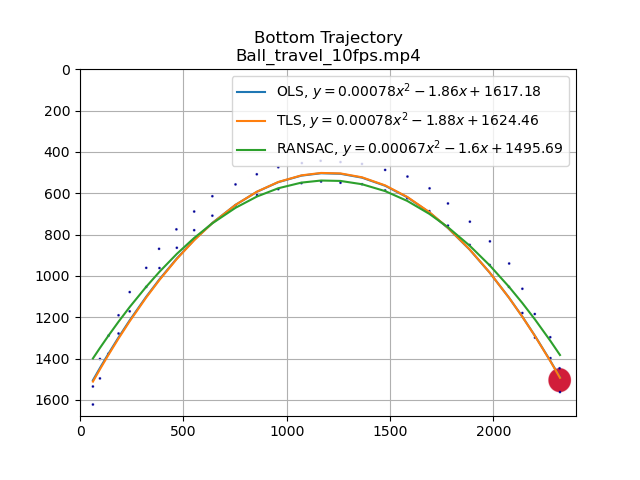 Bottom Trajectory
Ball_travel_10fps.mp4
OLS, y = 0.00078x² − 1.86x + 1617.18
TLS, y = 0.00078x² − 1.88x + 1624.46
RANSAC, y = 0.00067x² − 1.6x + 1495.69
0
200
400
600
800
1000
1200
1400
1600
0 500 1000 1500 2000